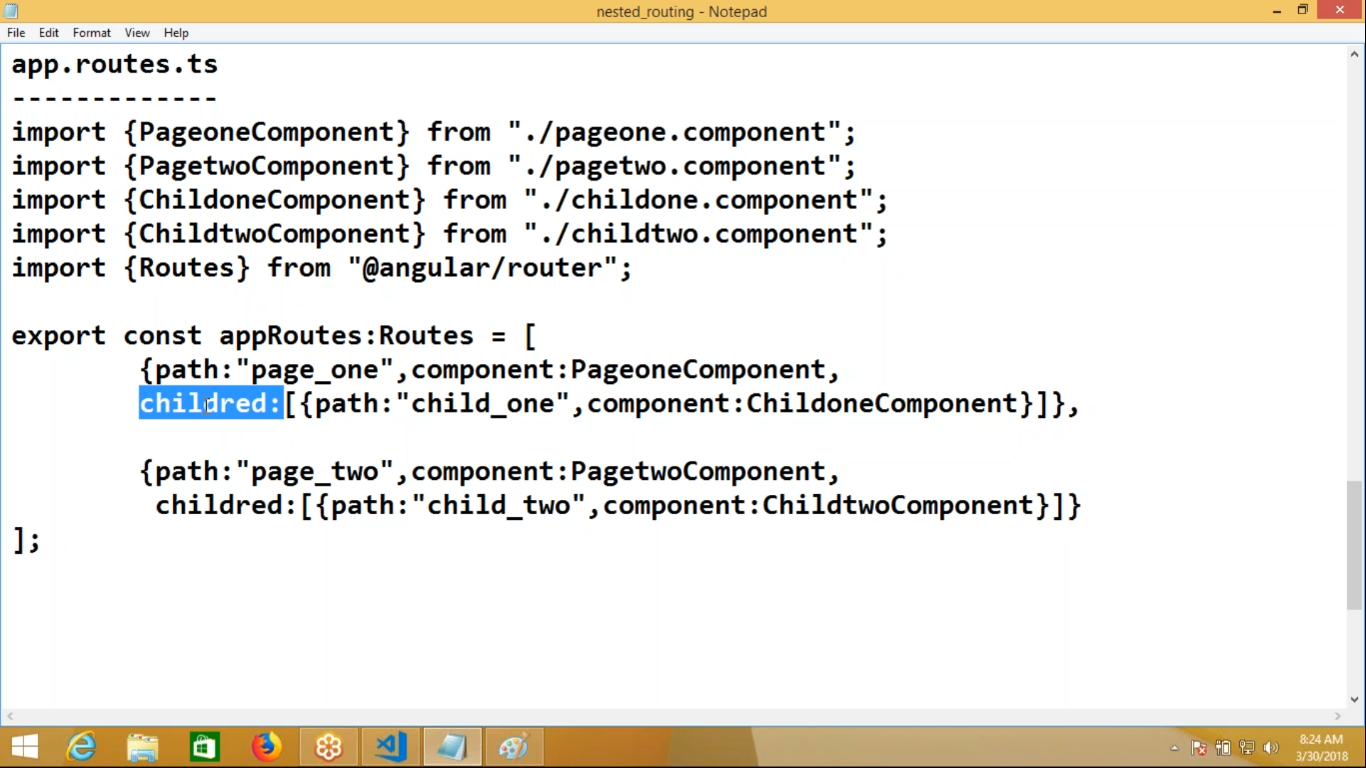 nested_routing - Notepad
File Edit Format View Help
app.routes.ts
-------------
import {PageoneComponent} from "./pageone.component";
import {PagetwoComponent} from "./pagetwo.component";
import {ChildoneComponent} from "./childone.component";
import {ChildtwoComponent} from "./childtwo.component";
import {Routes} from "@angular/router";
export const appRoutes:Routes = [
{path:"page_one",component:PageoneComponent,
childred:[{path:"child_one",component:ChildoneComponent}]},
{path:"page_two",component:PagetwoComponent,
childred:[{path:"child_two",component:ChildtwoComponent}]}
];
8:24 AM
3/30/2018